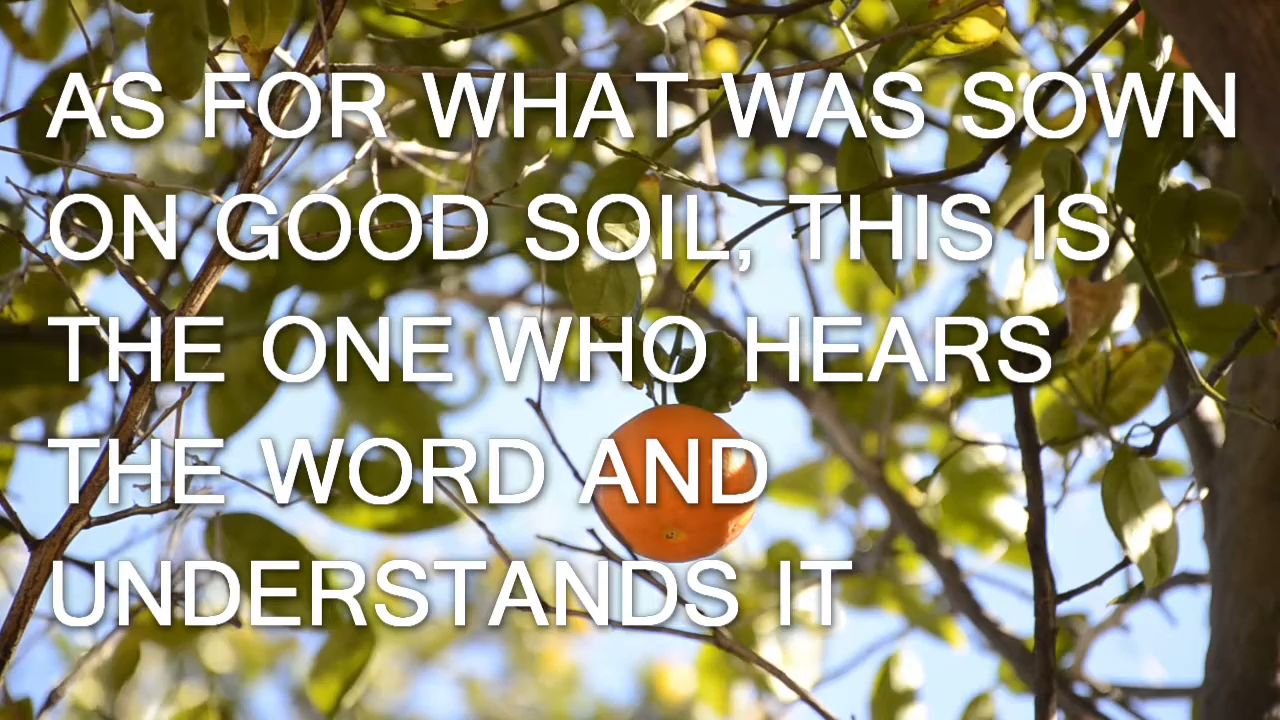 AS FOR WHAT WAS SOWN
ON GOOD SOIL, THIS IS
THE ONE WHO HEARS
THE WORD AND
UNDERSTANDS IT